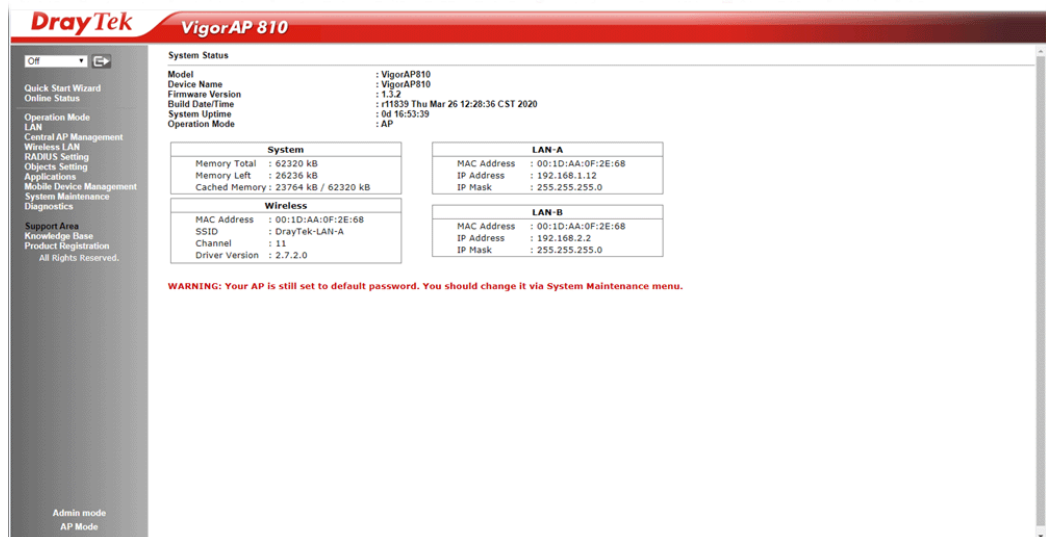 DrayTek
VigorAP 810
Off
Quick Start Wizard
Online Status
Operation Mode
LAN
Central AP Management
Wireless LAN
RADIUS Setting
Objects Setting
Applications
Mobile Device Management
System Maintenance
Diagnostics
Support Area
Knowledge Base
Product Registration
All Rights Reserved.
Admin mode
AP Mode
System Status
Model : VigorAP810
Device Name : VigorAP810
Firmware Version : 1.3.2
Build Date/Time : r11839 Thu Mar 26 12:28:36 CST 2020
System Uptime : 0d 16:53:39
Operation Mode : AP
System
Memory Total : 62320 kB
Memory Left : 26236 kB
Cached Memory : 23764 kB / 62320 kB
LAN-A
MAC Address : 00:1D:AA:0F:2E:68
IP Address : 192.168.1.12
IP Mask : 255.255.255.0
Wireless
MAC Address : 00:1D:AA:0F:2E:68
SSID : DrayTek-LAN-A
Channel : 11
Driver Version : 2.7.2.0
LAN-B
MAC Address : 00:1D:AA:0F:2E:68
IP Address : 192.168.2.2
IP Mask : 255.255.255.0
WARNING: Your AP is still set to default password. You should change it via System Maintenance menu.